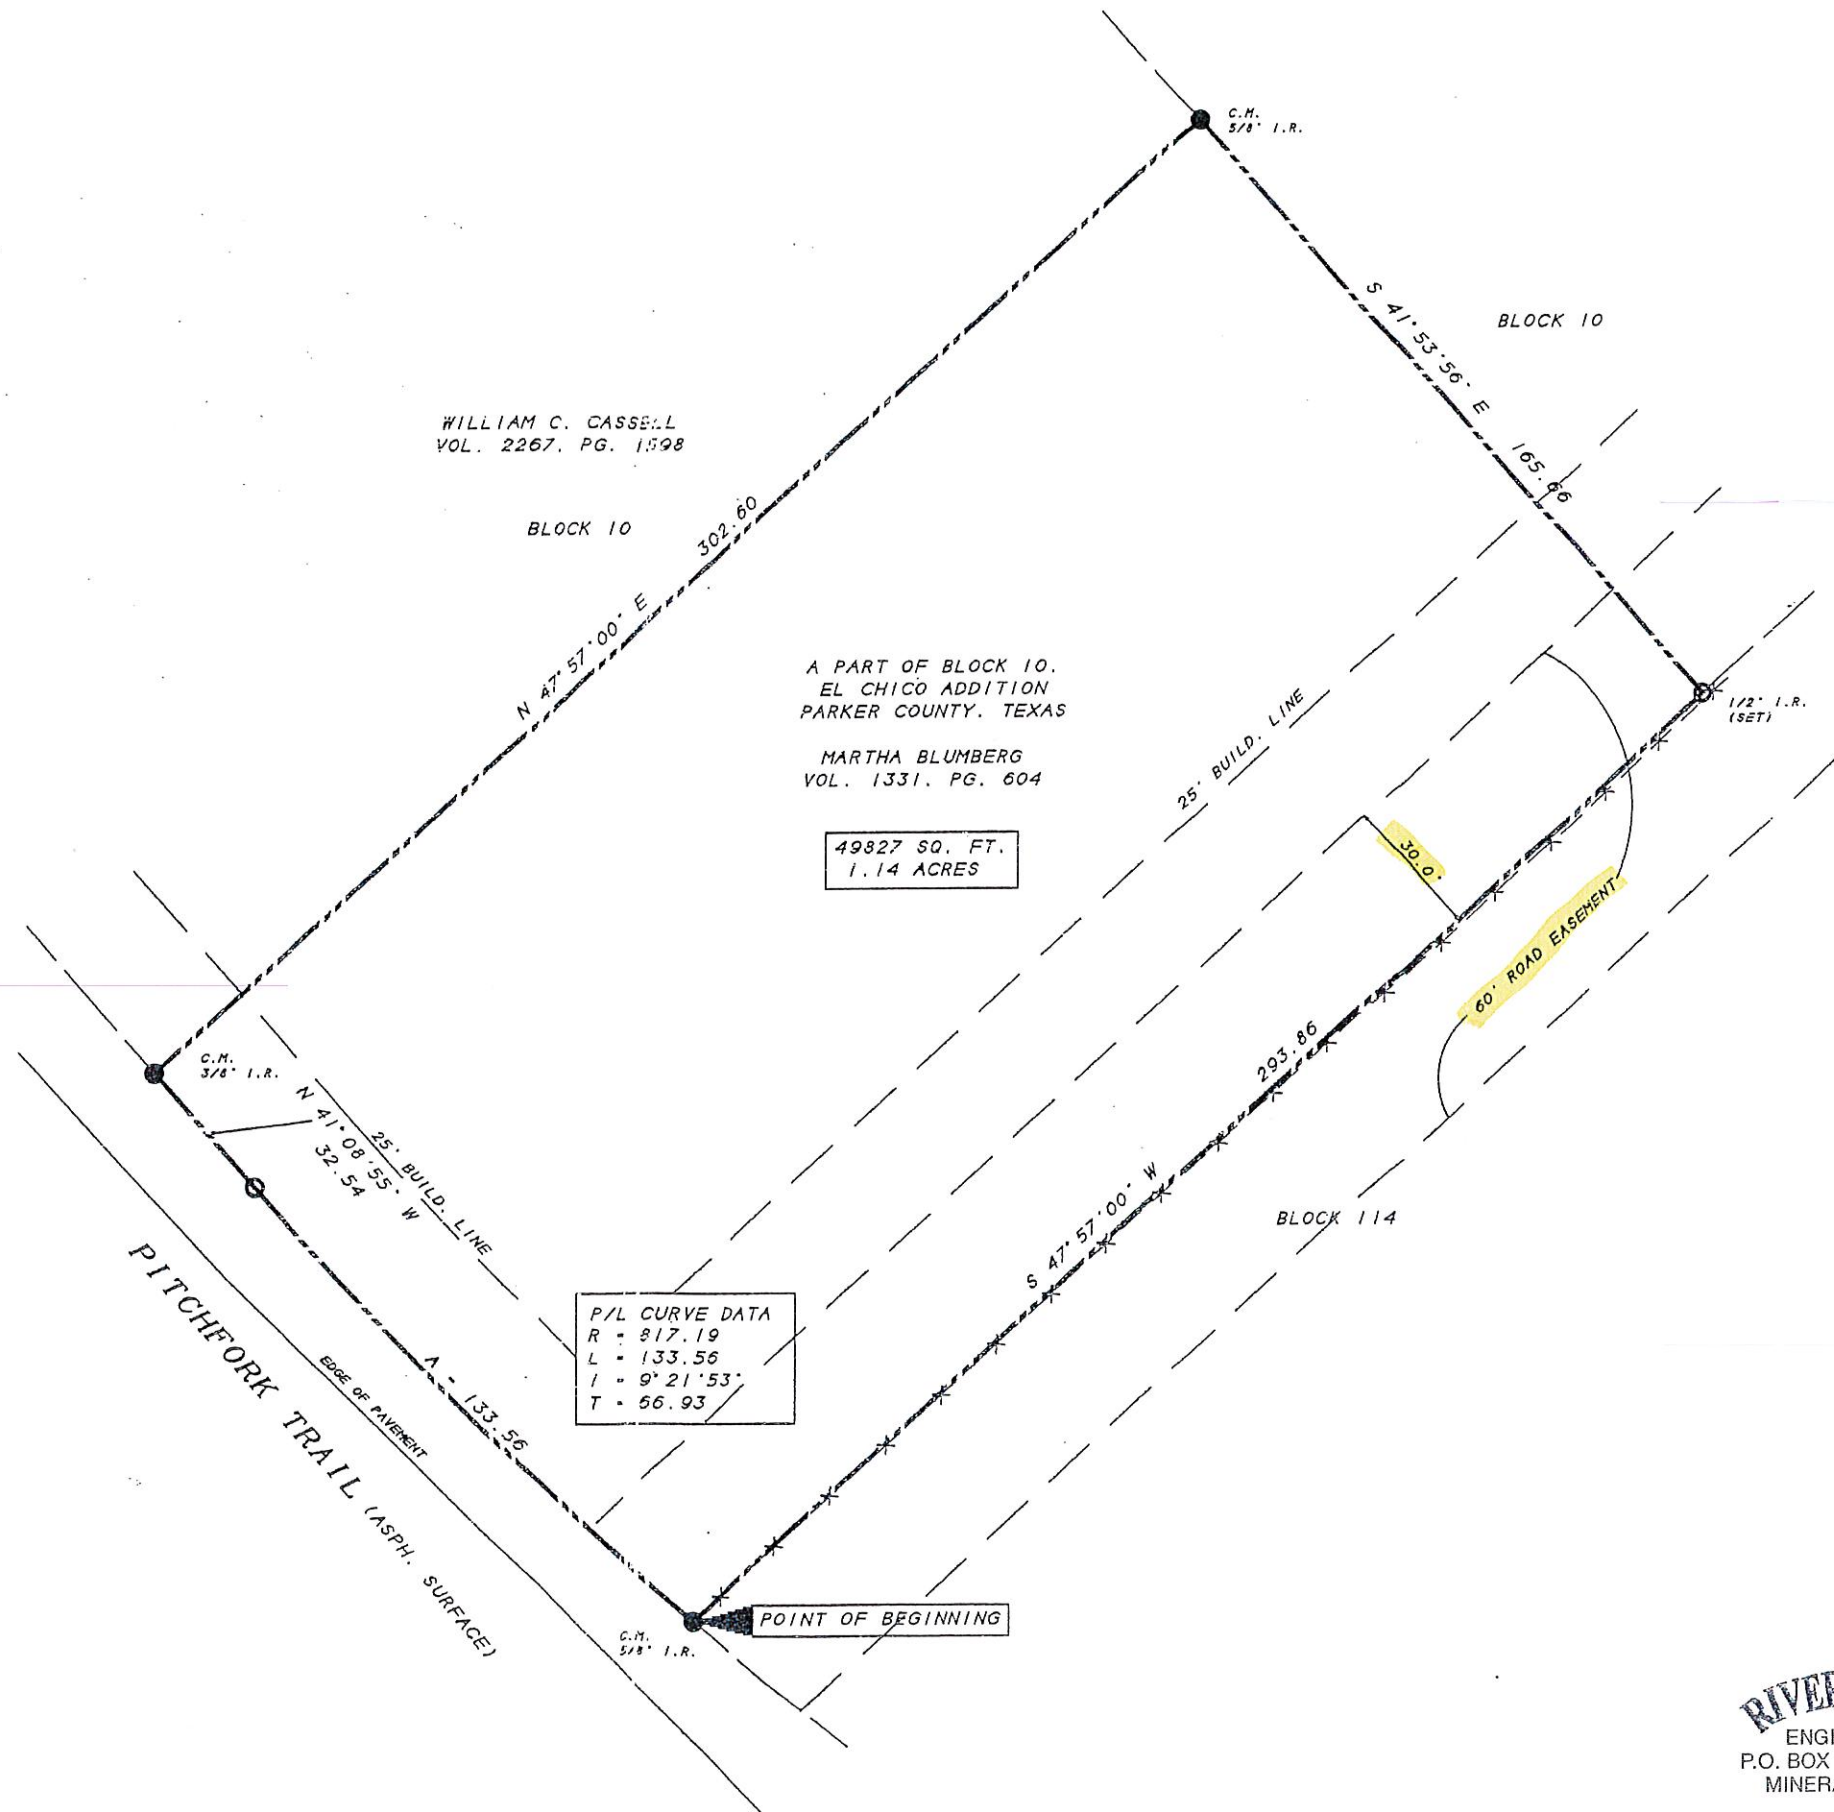 C.M.
5/8" I.R.
S 41°53'56" E
165.66
BLOCK 10
WILLIAM C. CASSELL
VOL. 2267, PG. 1598
BLOCK 10
302.60
N 47°57'00" E
A PART OF BLOCK 10,
EL CHICO ADDITION
PARKER COUNTY, TEXAS
MARTHA BLUMBERG
VOL. 1331, PG. 604
49827 SQ. FT.
1.14 ACRES
25' BUILD. LINE
1/2" I.R.
(SET)
30.0'
60' ROAD EASEMENT
293.86
S 47°57'00" W
BLOCK 114
C.M.
3/8" I.R.
N 41°08'55" W
32.54
25' BUILD. LINE
P/L CURVE DATA
R = 817.19
L = 133.56
I = 9°21'53"
T = 66.93
A = 133.56
EDGE OF PAVEMENT
PITCHFORK TRAIL (ASPH. SURFACE)
POINT OF BEGINNING
C.M.
5/8" I.R.
P.O. BOX